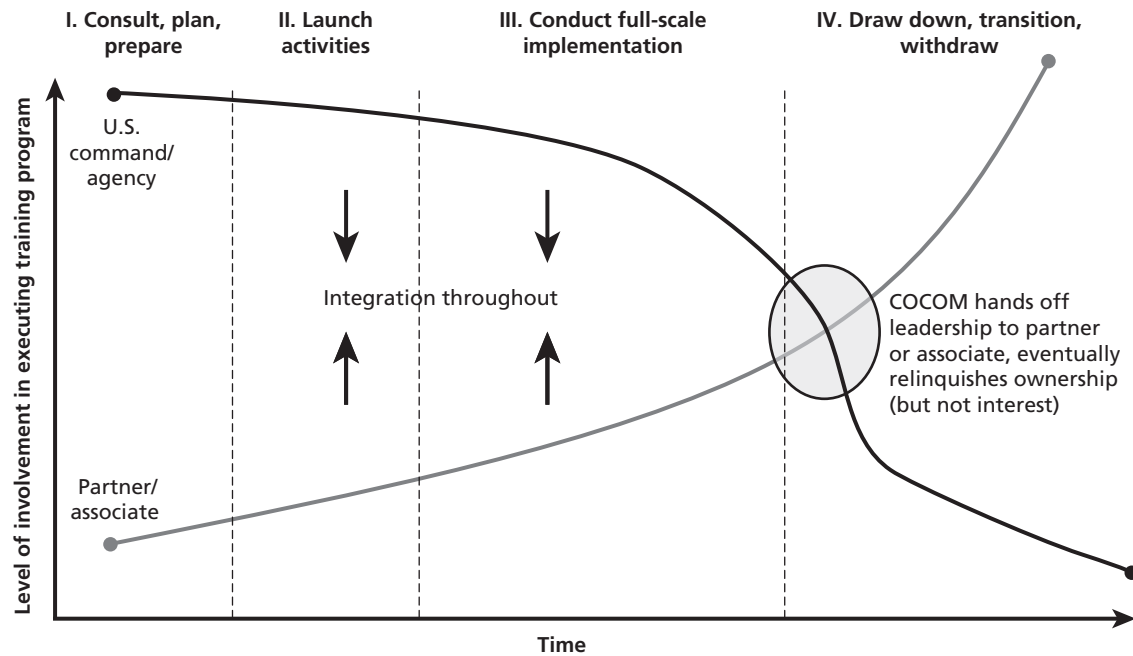 I. Consult, plan,
prepare
II. Launch
activities
III. Conduct full-scale
implementation
IV. Draw down, transition,
withdraw
Level of involvement in executing training program
U.S.
command/
agency
Integration throughout
COCOM hands off
leadership to partner
or associate, eventually
relinquishes ownership
(but not interest)
Partner/
associate
Time